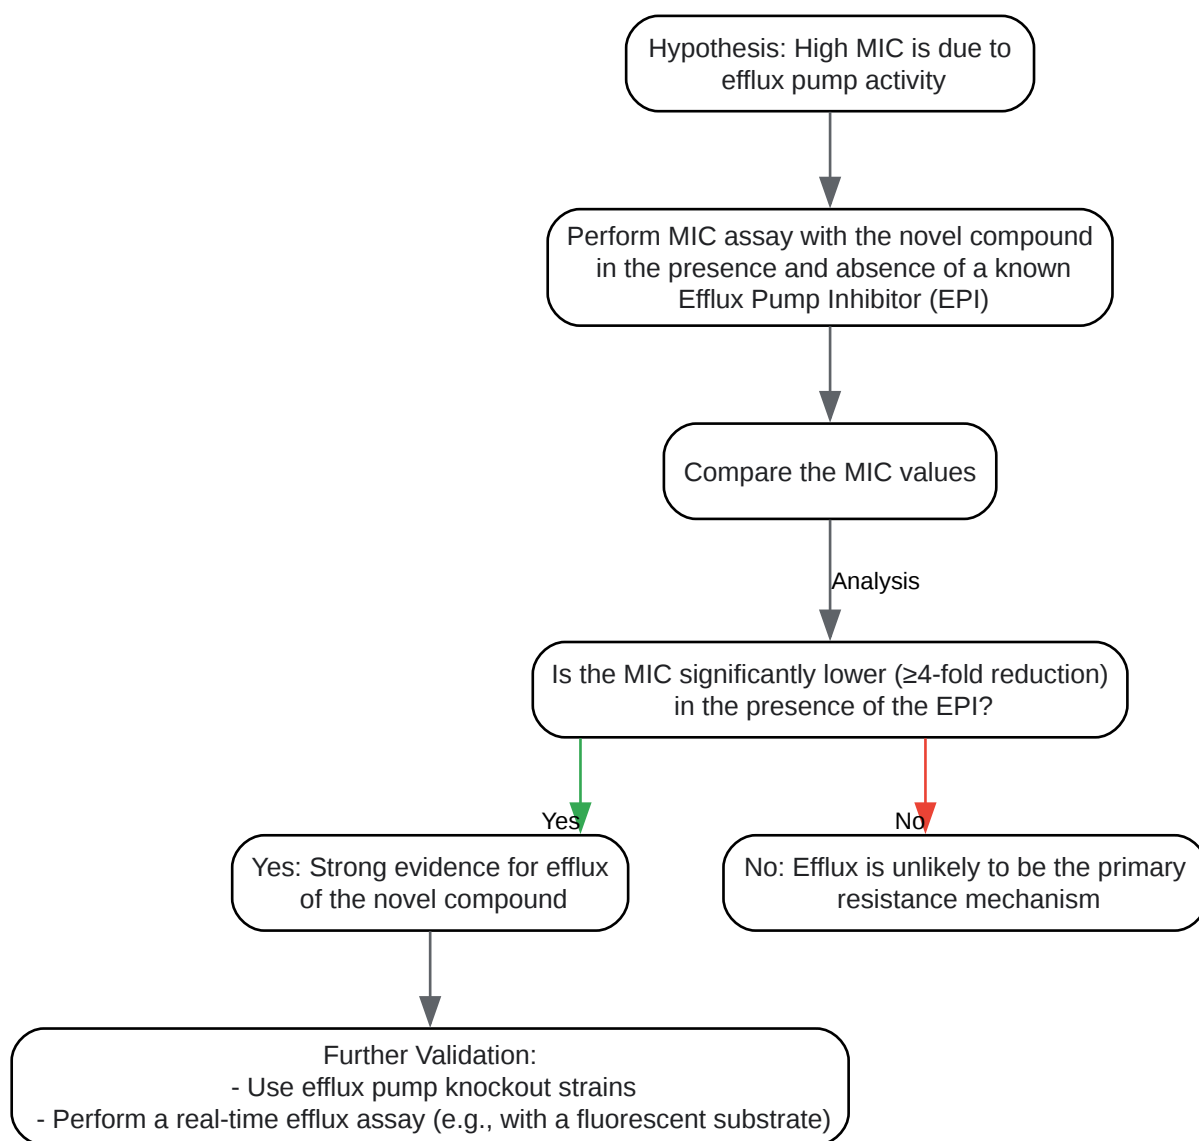 Hypothesis: High MIC is due to
efflux pump activity
Perform MIC assay with the novel compound
in the presence and absence of a known
Efflux Pump Inhibitor (EPI)
Compare the MIC values
Analysis
Is the MIC significantly lower (≥4-fold reduction)
in the presence of the EPI?
Yes
No
Yes: Strong evidence for efflux
of the novel compound
No: Efflux is unlikely to be the primary
resistance mechanism
Further Validation:
- Use efflux pump knockout strains
- Perform a real-time efflux assay (e.g., with a fluorescent substrate)